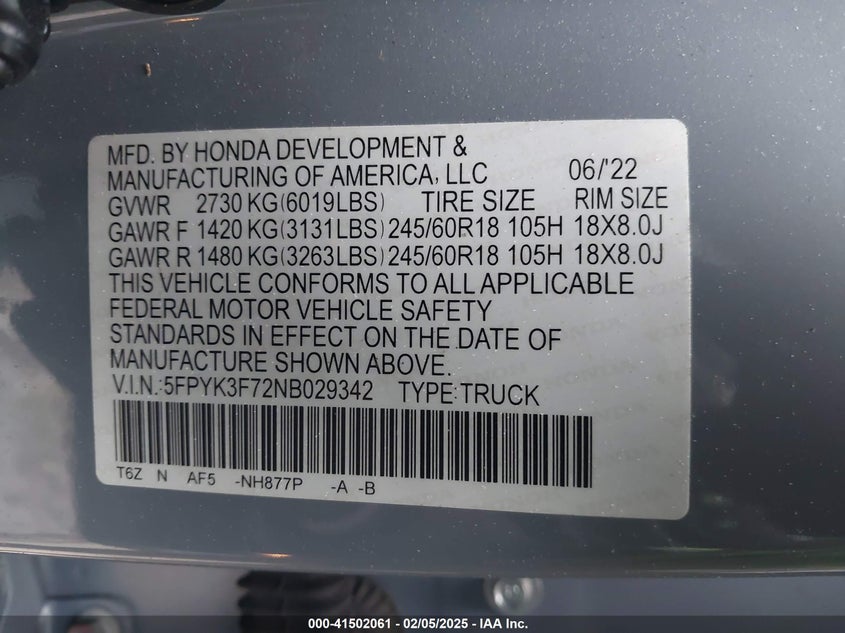 MFD. BY HONDA DEVELOPMENT &
MANUFACTURING OF AMERICA, LLC 06/'22
GVWR 2730 KG(6019LBS) TIRE SIZE RIM SIZE
GAWR F 1420 KG(3131LBS) 245/60R18 105H 18X8.0J
GAWR R 1480 KG(3263LBS) 245/60R18 105H 18X8.0J
THIS VEHICLE CONFORMS TO ALL APPLICABLE
FEDERAL MOTOR VEHICLE SAFETY
STANDARDS IN EFFECT ON THE DATE OF
MANUFACTURE SHOWN ABOVE.
V.I.N.:5FPYK3F72NB029342 TYPE:TRUCK
T6Z N AF5 -NH877P -A -B
000-41502061 — 02/05/2025 - © IAA Inc.